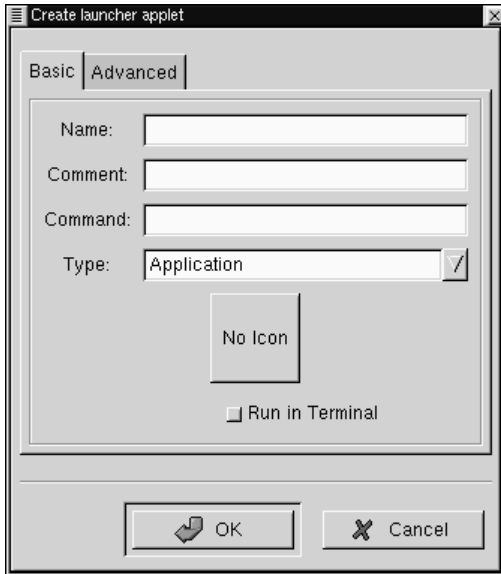 Create launcher applet
Basic Advanced
Name:
Comment:
Command:
Type: Application
No Icon
Run in Terminal
OK Cancel